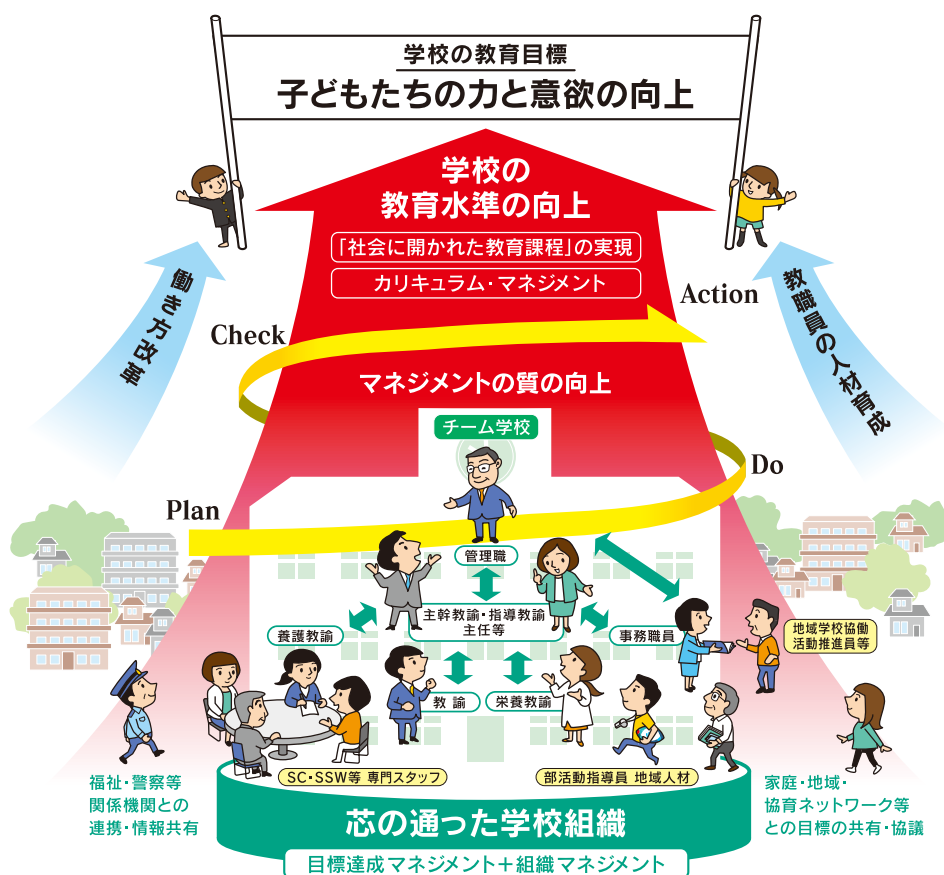 学校の教育目標
子どもたちの力と意欲の向上
学校の
教育水準の向上
「社会に開かれた教育課程」の実現
カリキュラム・マネジメント
働き方改革
教職員の人材育成
Action
Check
マネジメントの質の向上
チーム学校
Do
Plan
管理職
主幹教諭・指導教諭
主任等
養護教諭
事務職員
地域学校協働
活動推進員等
教諭
栄養教諭
SC・SSW等 専門スタッフ
部活動指導員 地域人材
福祉・警察等
関係機関との
連携・情報共有
家庭・地域・
協育ネットワーク等
との目標の共有・協議
芯の通った学校組織
目標達成マネジメント＋組織マネジメント